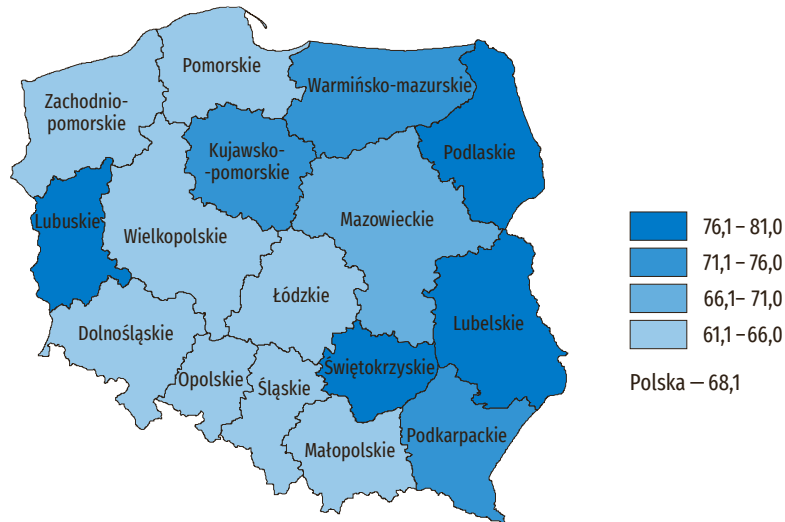 Pomorskie
Warmińsko-mazurskie
Zachodnio-
pomorskie
Kujawsko-
-pomorskie
Podlaskie
Lubuskie
Wielkopolskie
Mazowieckie
Łódzkie
Lubelskie
Dolnośląskie
Opolskie
Śląskie
Świętokrzyskie
Małopolskie
Podkarpackie
76,1 – 81,0
71,1 – 76,0
66,1 – 71,0
61,1 – 66,0
Polska — 68,1